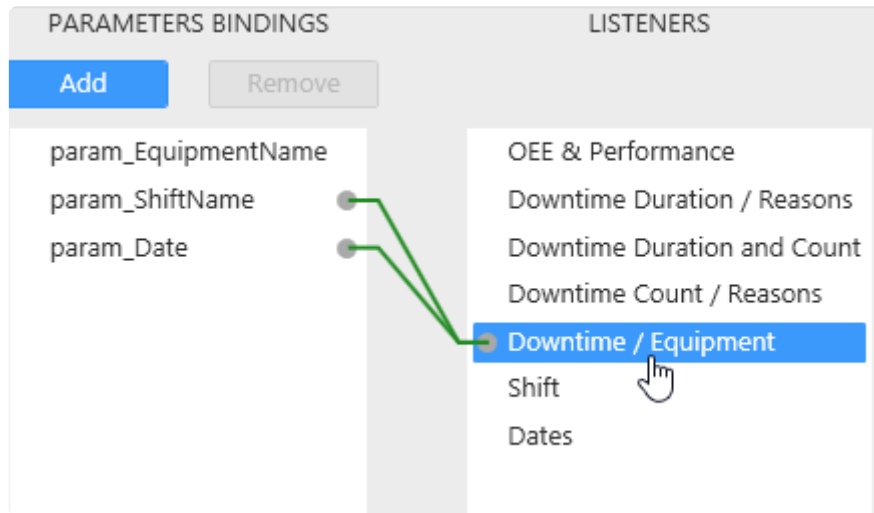 PARAMETERS BINDINGS
LISTENERS
Add
Remove
param_EquipmentName
param_ShiftName
param_Date
OEE & Performance
Downtime Duration / Reasons
Downtime Duration and Count
Downtime Count / Reasons
Downtime / Equipment
Shift
Dates